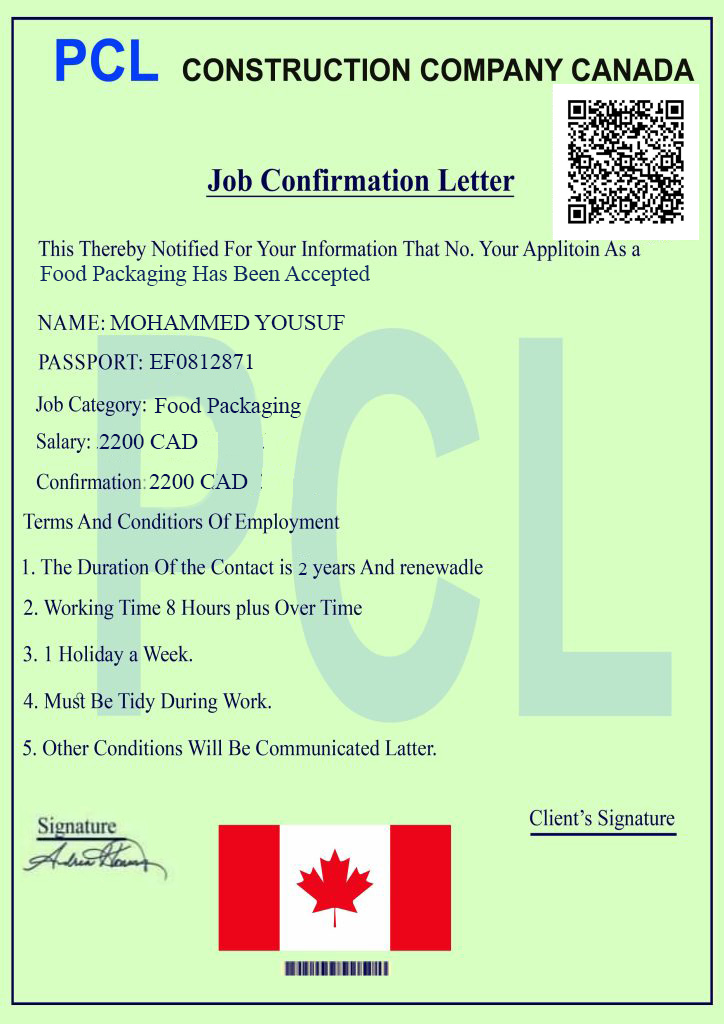 PCL CONSTRUCTION COMPANY CANADA
Job Confirmation Letter
This Thereby Notified For Your Information That No. Your Applitoin As a
Food Packaging Has Been Accepted
NAME: MOHAMMED YOUSUF
PASSPORT: EF0812871
Job Category: Food Packaging
Salary: 2200 CAD
Confirmation: 2200 CAD
Terms And Conditiors Of Employment
1. The Duration Of the Contact is 2 years And renewadle
2. Working Time 8 Hours plus Over Time
3. 1 Holiday a Week.
4. Must Be Tidy During Work.
5. Other Conditions Will Be Communicated Latter.
PCL
Signature
Client's Signature